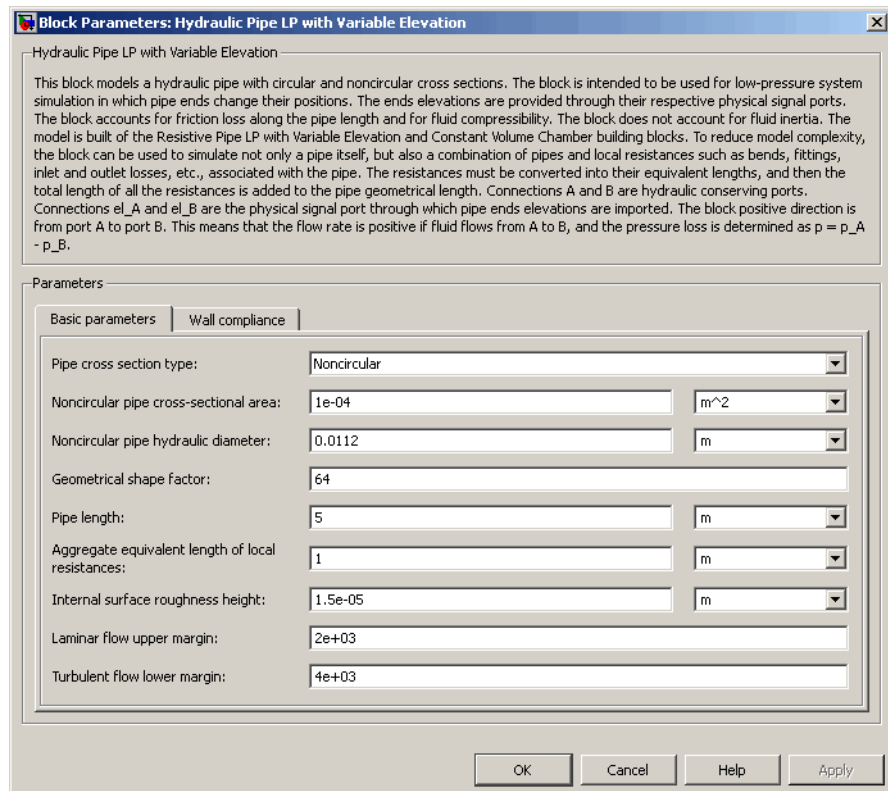 Block Parameters: Hydraulic Pipe LP with Variable Elevation
Hydraulic Pipe LP with Variable Elevation
This block models a hydraulic pipe with circular and noncircular cross sections. The block is intended to be used for low-pressure system
simulation in which pipe ends change their positions. The ends elevations are provided through their respective physical signal ports.
The block accounts for friction loss along the pipe length and for fluid compressibility. The block does not account for fluid inertia. The
model is built of the Resistive Pipe LP with Variable Elevation and Constant Volume Chamber building blocks. To reduce model complexity,
the block can be used to simulate not only a pipe itself, but also a combination of pipes and local resistances such as bends, fittings,
inlet and outlet losses, etc., associated with the pipe. The resistances must be converted into their equivalent lengths, and then the
total length of all the resistances is added to the pipe geometrical length. Connections A and B are hydraulic conserving ports.
Connections el_A and el_B are the physical signal port through which pipe ends elevations are imported. The block positive direction is
from port A to port B. This means that the flow rate is positive if fluid flows from A to B, and the pressure loss is determined as p = p_A
- p_B.
Parameters
Basic parameters Wall compliance
Pipe cross section type: Noncircular
Noncircular pipe cross-sectional area: 1e-04 m^2
Noncircular pipe hydraulic diameter: 0.0112 m
Geometrical shape factor: 64
Pipe length: 5 m
Aggregate equivalent length of local
resistances: 1 m
Internal surface roughness height: 1.5e-05 m
Laminar flow upper margin: 2e+03
Turbulent flow lower margin: 4e+03
OK Cancel Help Apply